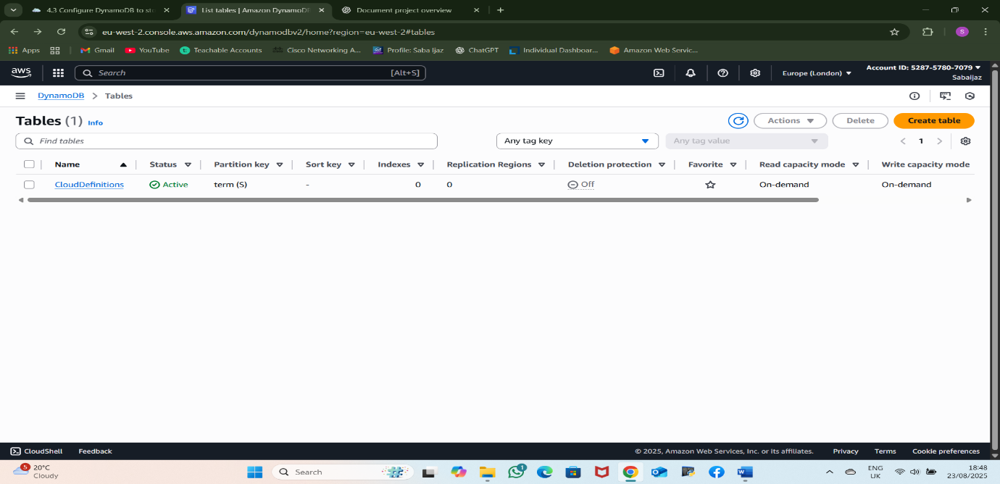 4.3 Configure DynamoDB to sto
List tables | Amazon DynamoDB
Document project overview
eu-west-2.console.aws.amazon.com/dynamodbv2/home?region=eu-west-2#tables
Apps
Gmail
YouTube
Teachable Accounts
Cisco Networking A...
Profile: Saba Ijaz
ChatGPT
Individual Dashboar...
Amazon Web Servic...
aws
Search
[Alt+S]
Europe (London)
Account ID: 5287-5780-7079
Sabaijaz
DynamoDB
Tables
Tables (1) Info
Actions
Delete
Create table
Find tables
Any tag key
Any tag value
1
Name Status Partition key Sort key Indexes Replication Regions Deletion protection Favorite Read capacity mode Write capacity mode
CloudDefinitions Active term (S) - 0 0 Off On-demand On-demand
CloudShell Feedback © 2025, Amazon Web Services, Inc. or its affiliates. Privacy Terms Cookie preferences
5
20°C
Cloudy
Search
1
ENG
UK
18:48
23/08/2025